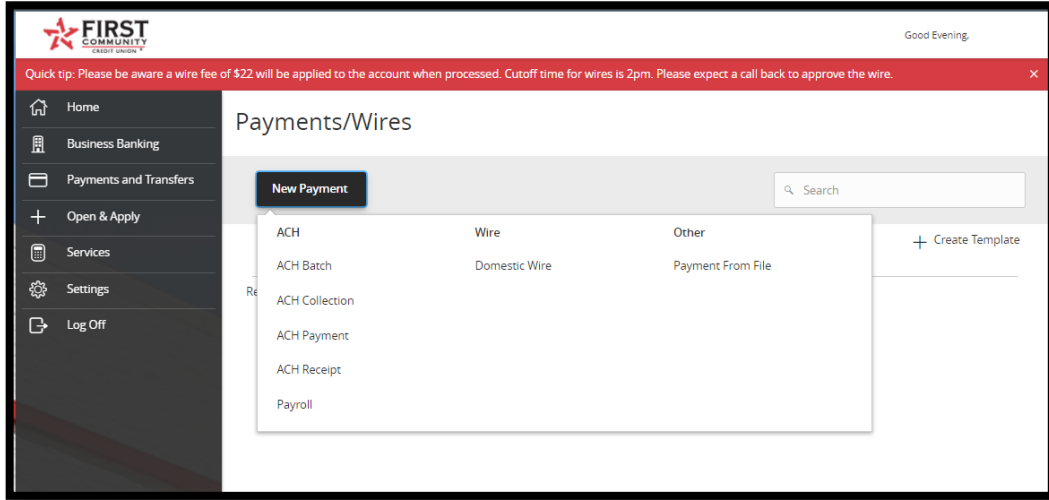 FIRST
COMMUNITY
CREDIT UNION
Good Evening,
Quick tip: Please be aware a wire fee of $22 will be applied to the account when processed. Cutoff time for wires is 2pm. Please expect a call back to approve the wire. ×
Home
Business Banking
Payments and Transfers
Open & Apply
Services
Settings
Log Off
Payments/Wires
New Payment
Search
Create Template
ACH Wire Other
ACH Batch Domestic Wire Payment From File
ACH Collection
ACH Payment
ACH Receipt
Payroll
Re